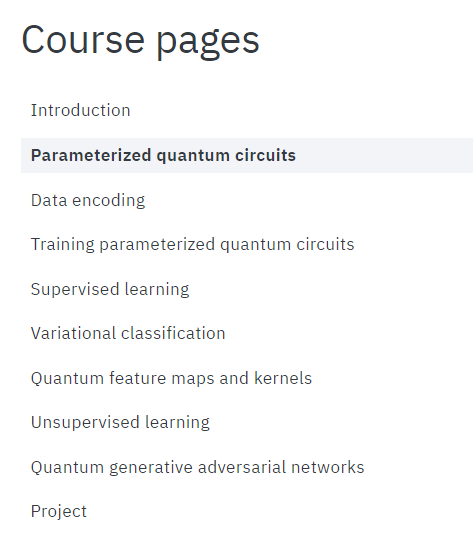 Course pages
Introduction
Parameterized quantum circuits
Data encoding
Training parameterized quantum circuits
Supervised learning
Variational classification
Quantum feature maps and kernels
Unsupervised learning
Quantum generative adversarial networks
Project